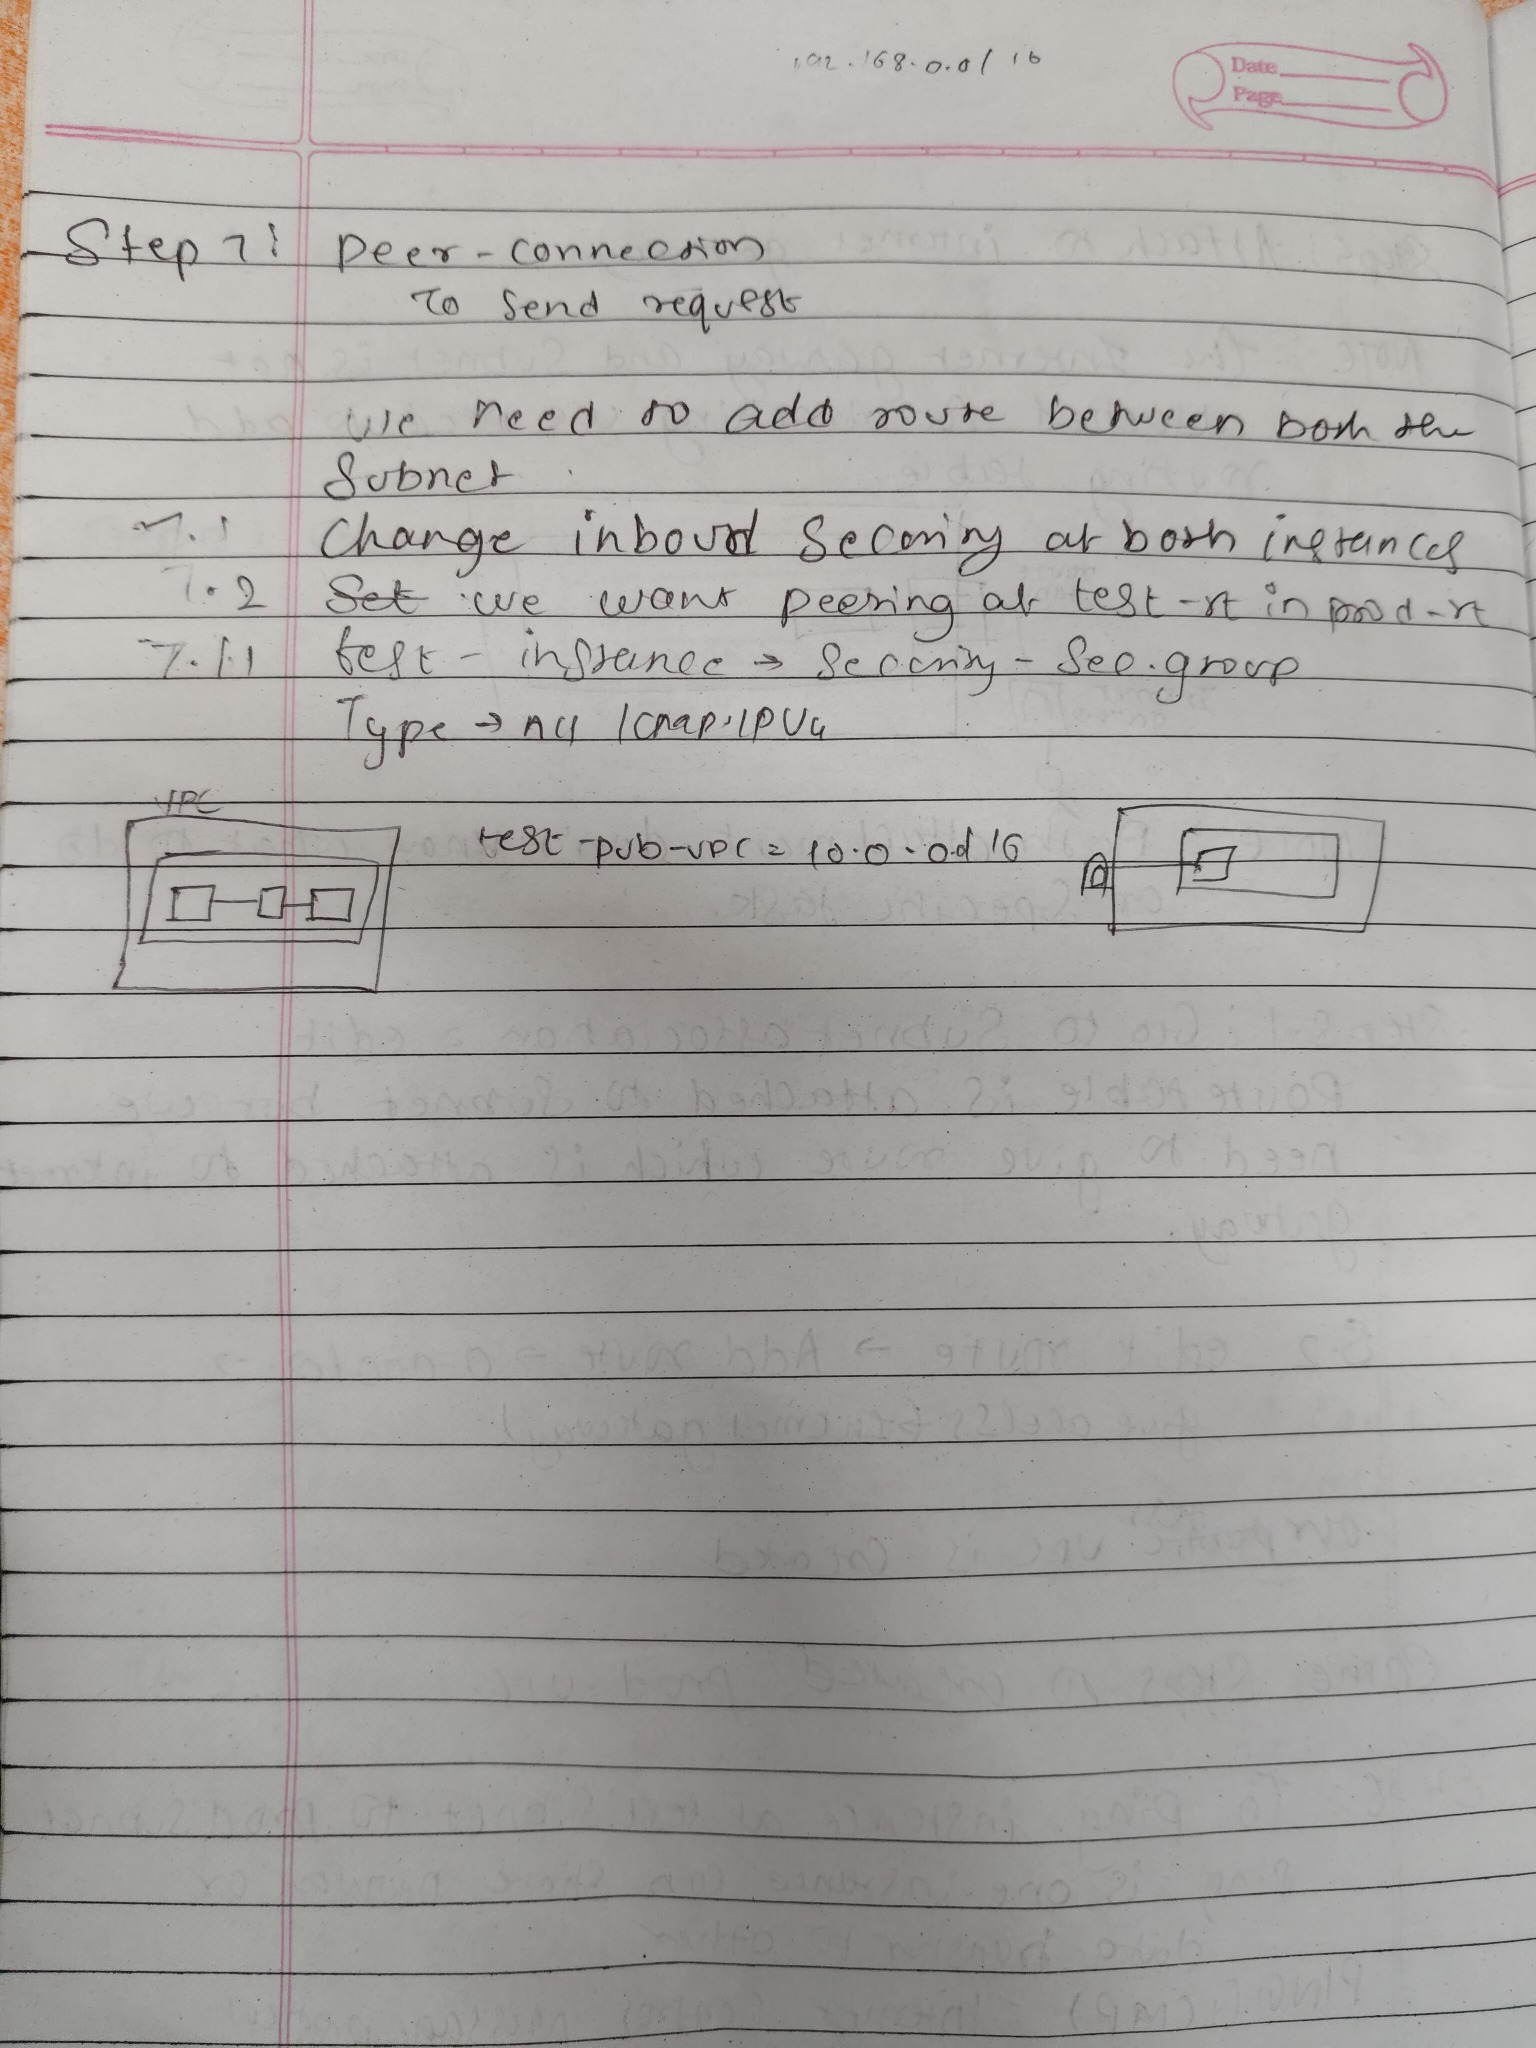 192.168.0.0/16
Date
Page
Step 7: Peer-connection
To send request
we need to add route between both the
Subnet
7.1 Change inbound Security at both instances
7.2 Set we want peering at test-rt in prod-rt
7.1.1 test-instance → Security - Sec.group
Type → All ICMP.IPV4
VPC
test-pub-vpc = 10.0.0.0/16